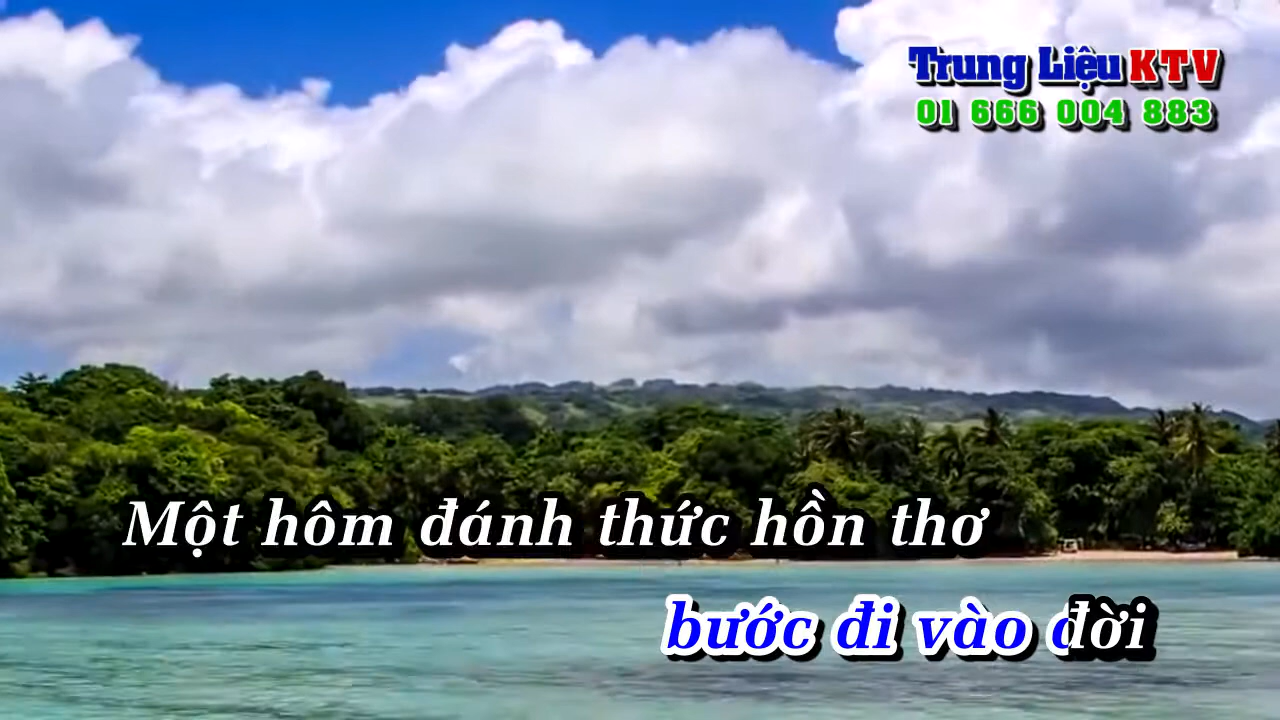 Trung Liệu KTV
01 666 004 883
Một hôm đánh thức hồn thơ
bước đi vào đời